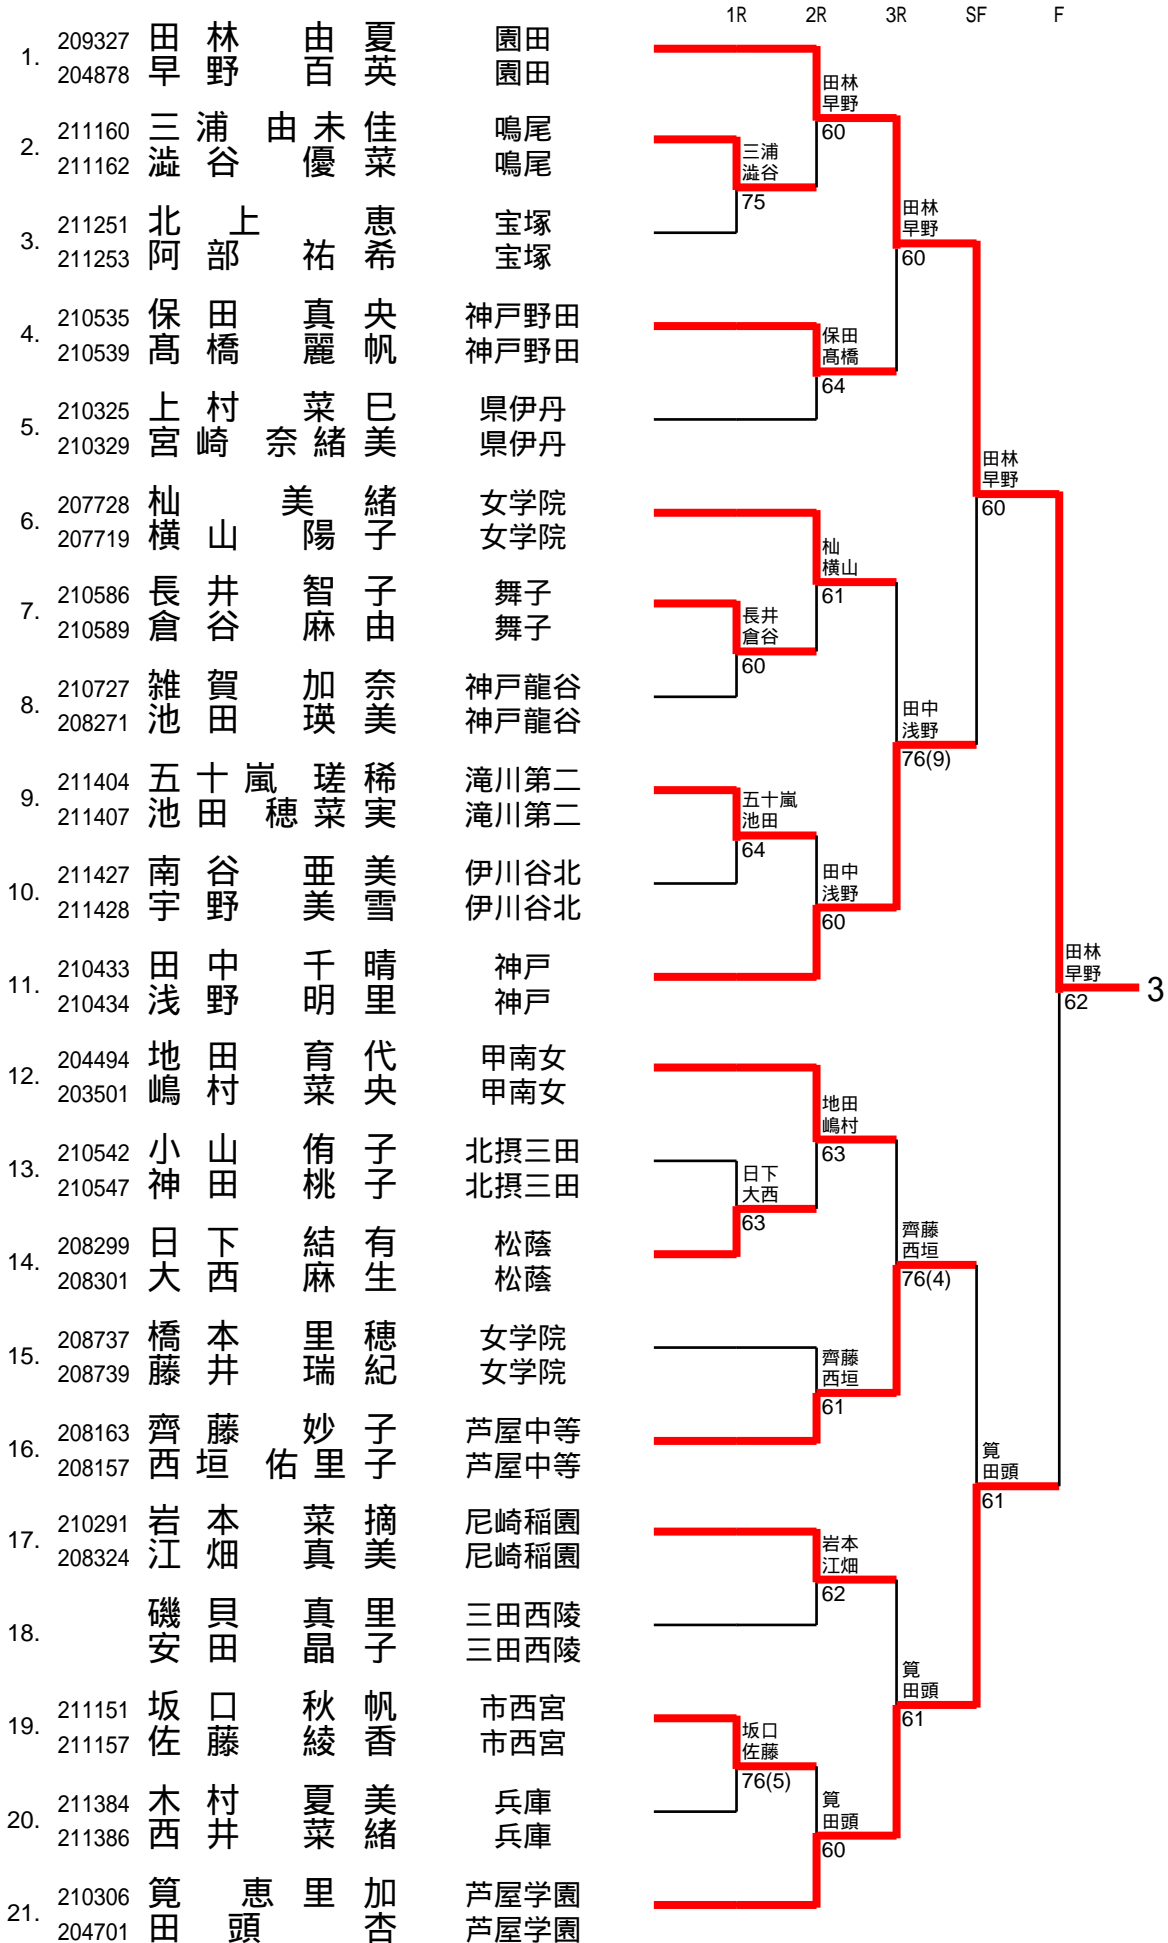 1R 2R 3R SF F
1. 209327 田林 由夏 園田
204878 早野 百英 園田
2. 211160 三浦 由未佳 鳴尾
211162 澁谷 優菜 鳴尾
3. 211251 北上 恵 宝塚
211253 阿部 祐希 宝塚
4. 210535 保田 真央 神戸野田
210539 髙橋 麗帆 神戸野田
5. 210325 上村 菜巳 県伊丹
210329 宮崎 奈緒美 県伊丹
6. 207728 杣 美緒 女学院
207719 横山 陽子 女学院
7. 210586 長井 智子 舞子
210589 倉谷 麻由 舞子
8. 210727 雑賀 加奈 神戸龍谷
208271 池田 瑛美 神戸龍谷
9. 211404 五十嵐 瑳稀 滝川第二
211407 池田 穂菜実 滝川第二
10. 211427 南谷 亜美 伊川谷北
211428 宇野 美雪 伊川谷北
11. 210433 田中 千晴 神戸
210434 浅野 明里 神戸
12. 204494 地田 育代 甲南女
203501 嶋村 菜央 甲南女
13. 210542 小山 侑子 北摂三田
210547 神田 桃子 北摂三田
14. 208299 日下 結有 松蔭
208301 大西 麻生 松蔭
15. 208737 橋本 里穂 女学院
208739 藤井 瑞紀 女学院
16. 208163 齊藤 妙子 芦屋中等
208157 西垣 佑里子 芦屋中等
17. 210291 岩本 菜摘 尼崎稲園
208324 江畑 真美 尼崎稲園
18. 磯貝 真里 三田西陵
安田 晶子 三田西陵
19. 211151 坂口 秋帆 市西宮
211157 佐藤 綾香 市西宮
20. 211384 木村 夏美 兵庫
211386 西井 菜緒 兵庫
21. 210306 筧 恵里加 芦屋学園
204701 田頭 杏 芦屋学園
三浦
澁谷
75
長井
倉谷
60
五十嵐
池田
64
日下
大西
63
坂口
佐藤
76(5)
田林
早野
60
保田
髙橋
64
杣
横山
61
田中
浅野
60
地田
嶋村
63
齊藤
西垣
61
岩本
江畑
62
筧
田頭
60
田林
早野
60
田中
浅野
76(9)
齊藤
西垣
76(4)
筧
田頭
61
田林
早野
60
筧
田頭
61
田林
早野
62
3